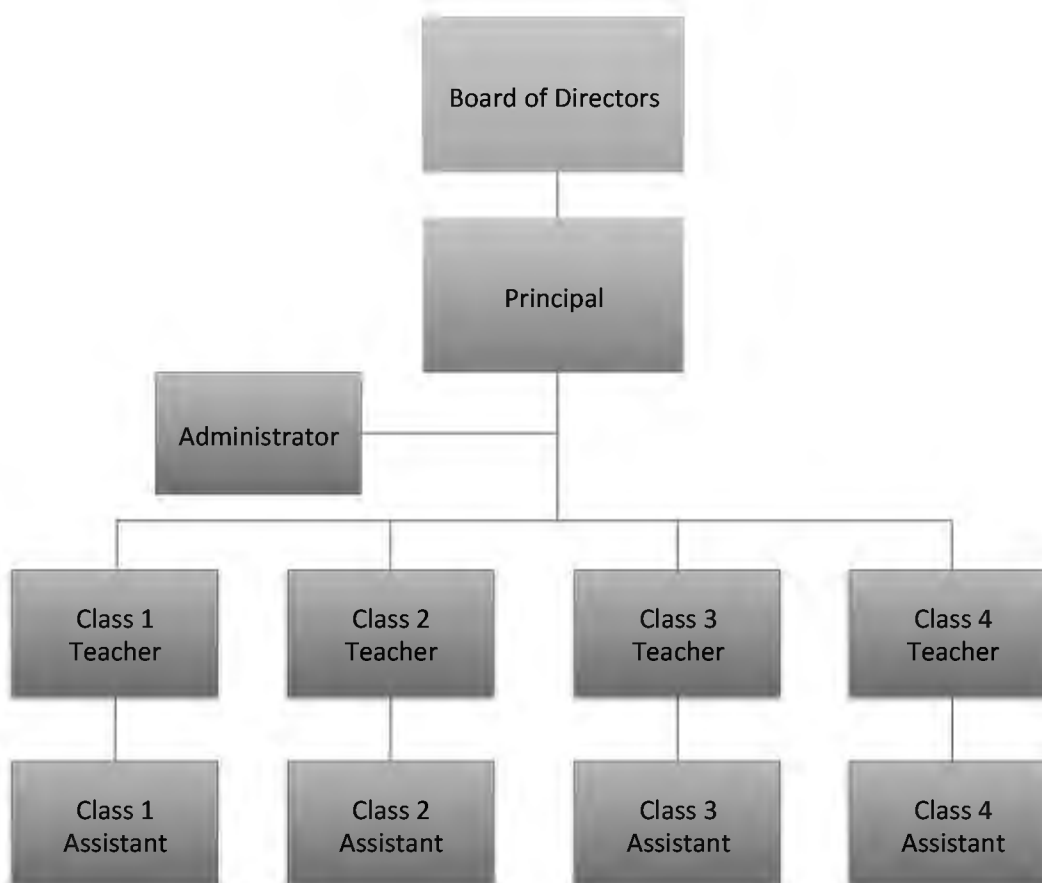 Board of Directors
Principal
Administrator
Class 1
Teacher
Class 2
Teacher
Class 3
Teacher
Class 4
Teacher
Class 1
Assistant
Class 2
Assistant
Class 3
Assistant
Class 4
Assistant